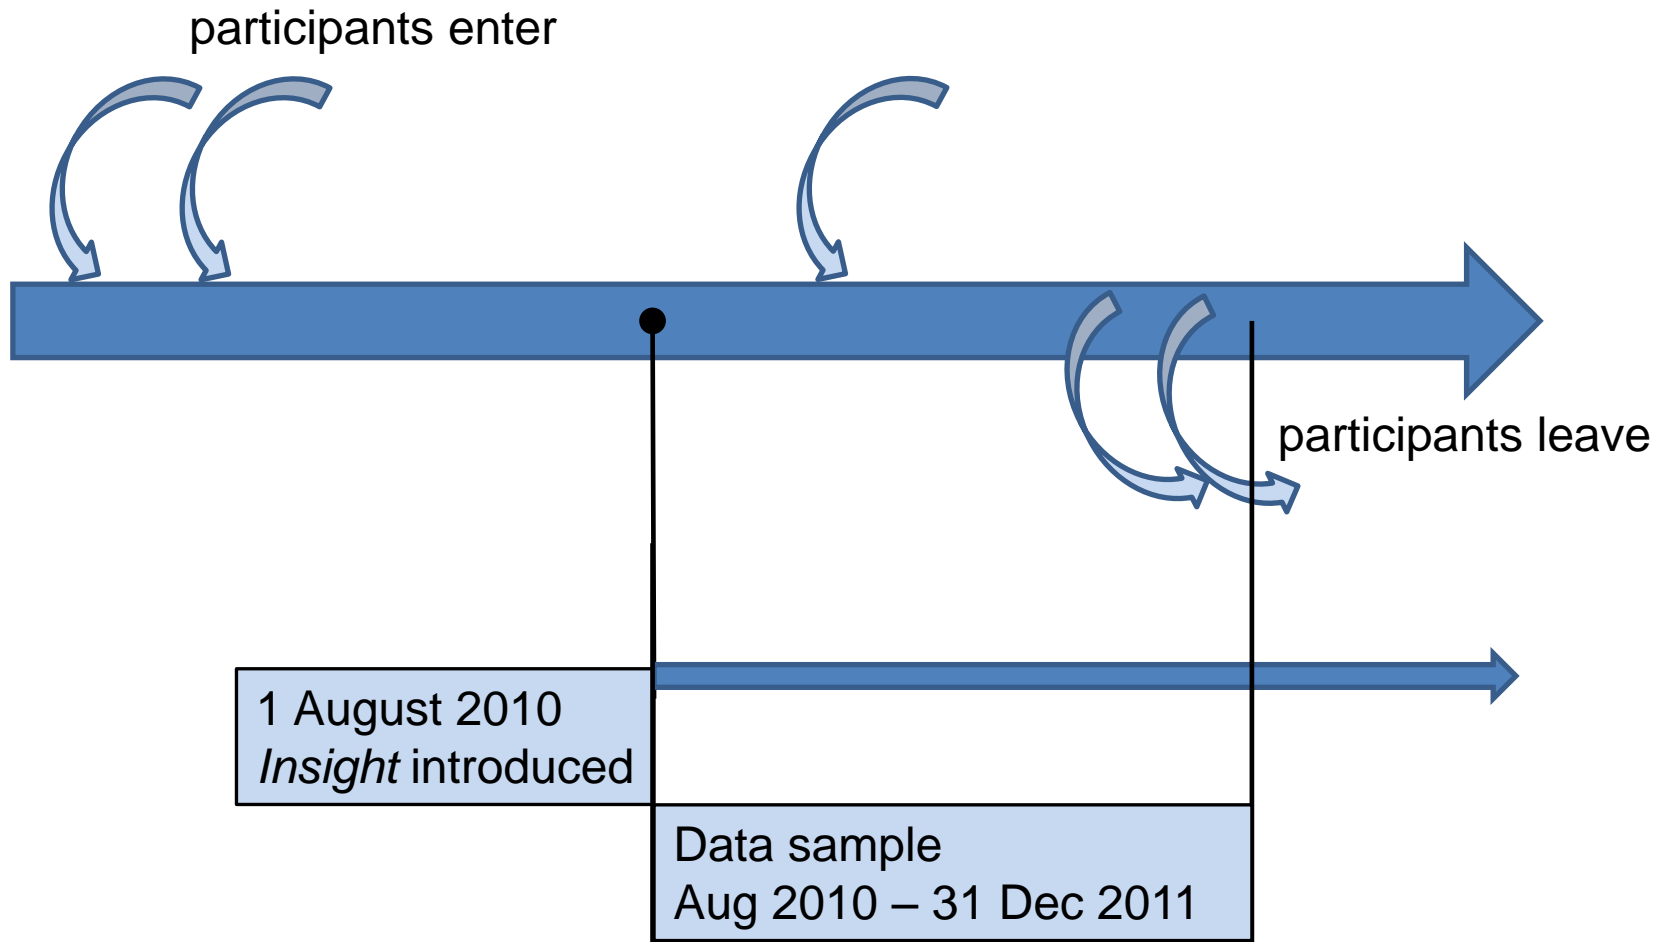 participants enter
participants leave
1 August 2010
Insight introduced
Data sample
Aug 2010 – 31 Dec 2011